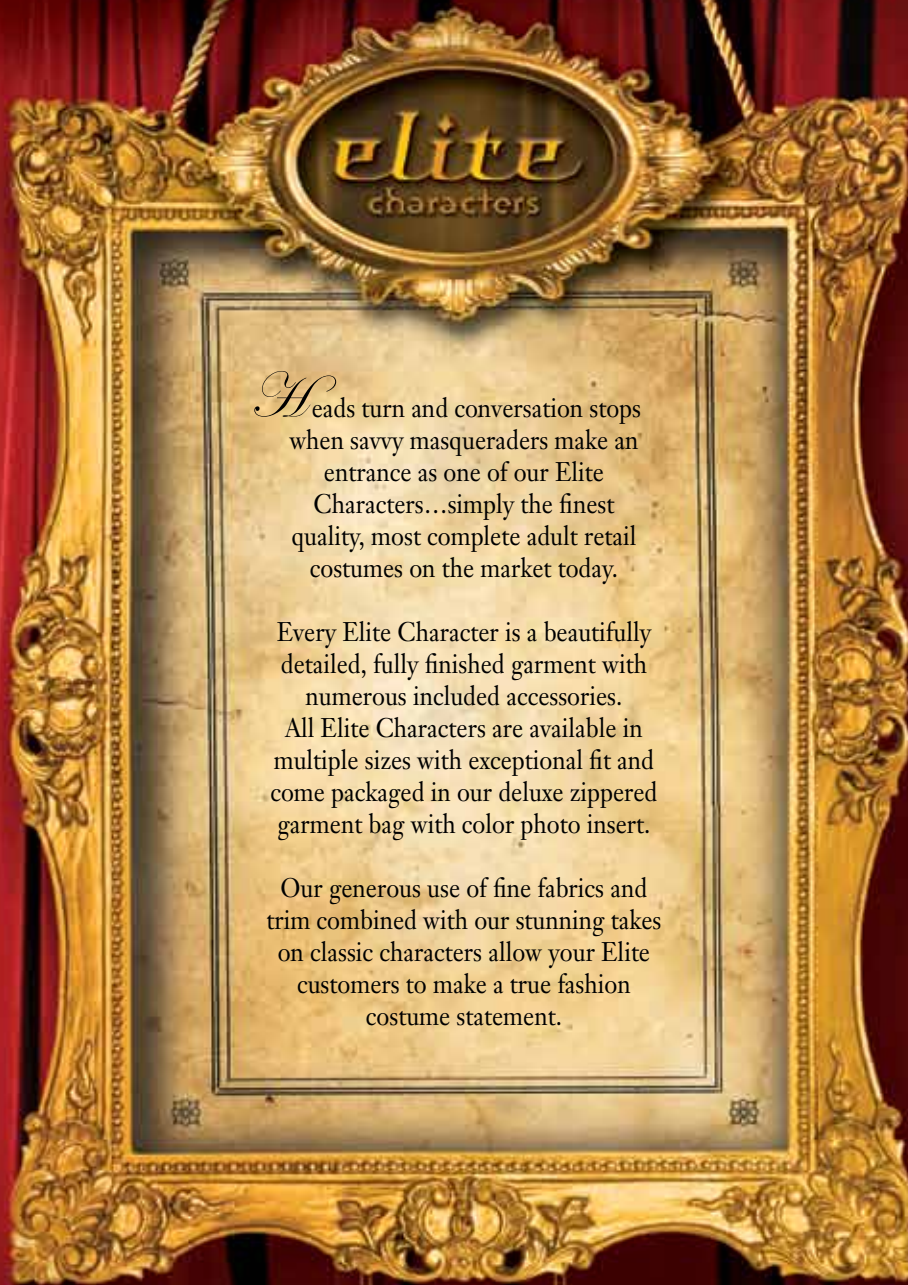 elite
characters
Heads turn and conversation stops
when savvy masqueraders make an
entrance as one of our Elite
Characters…simply the finest
quality, most complete adult retail
costumes on the market today.
Every Elite Character is a beautifully
detailed, fully finished garment with
numerous included accessories.
All Elite Characters are available in
multiple sizes with exceptional fit and
come packaged in our deluxe zippered
garment bag with color photo insert.
Our generous use of fine fabrics and
trim combined with our stunning takes
on classic characters allow your Elite
customers to make a true fashion
costume statement.